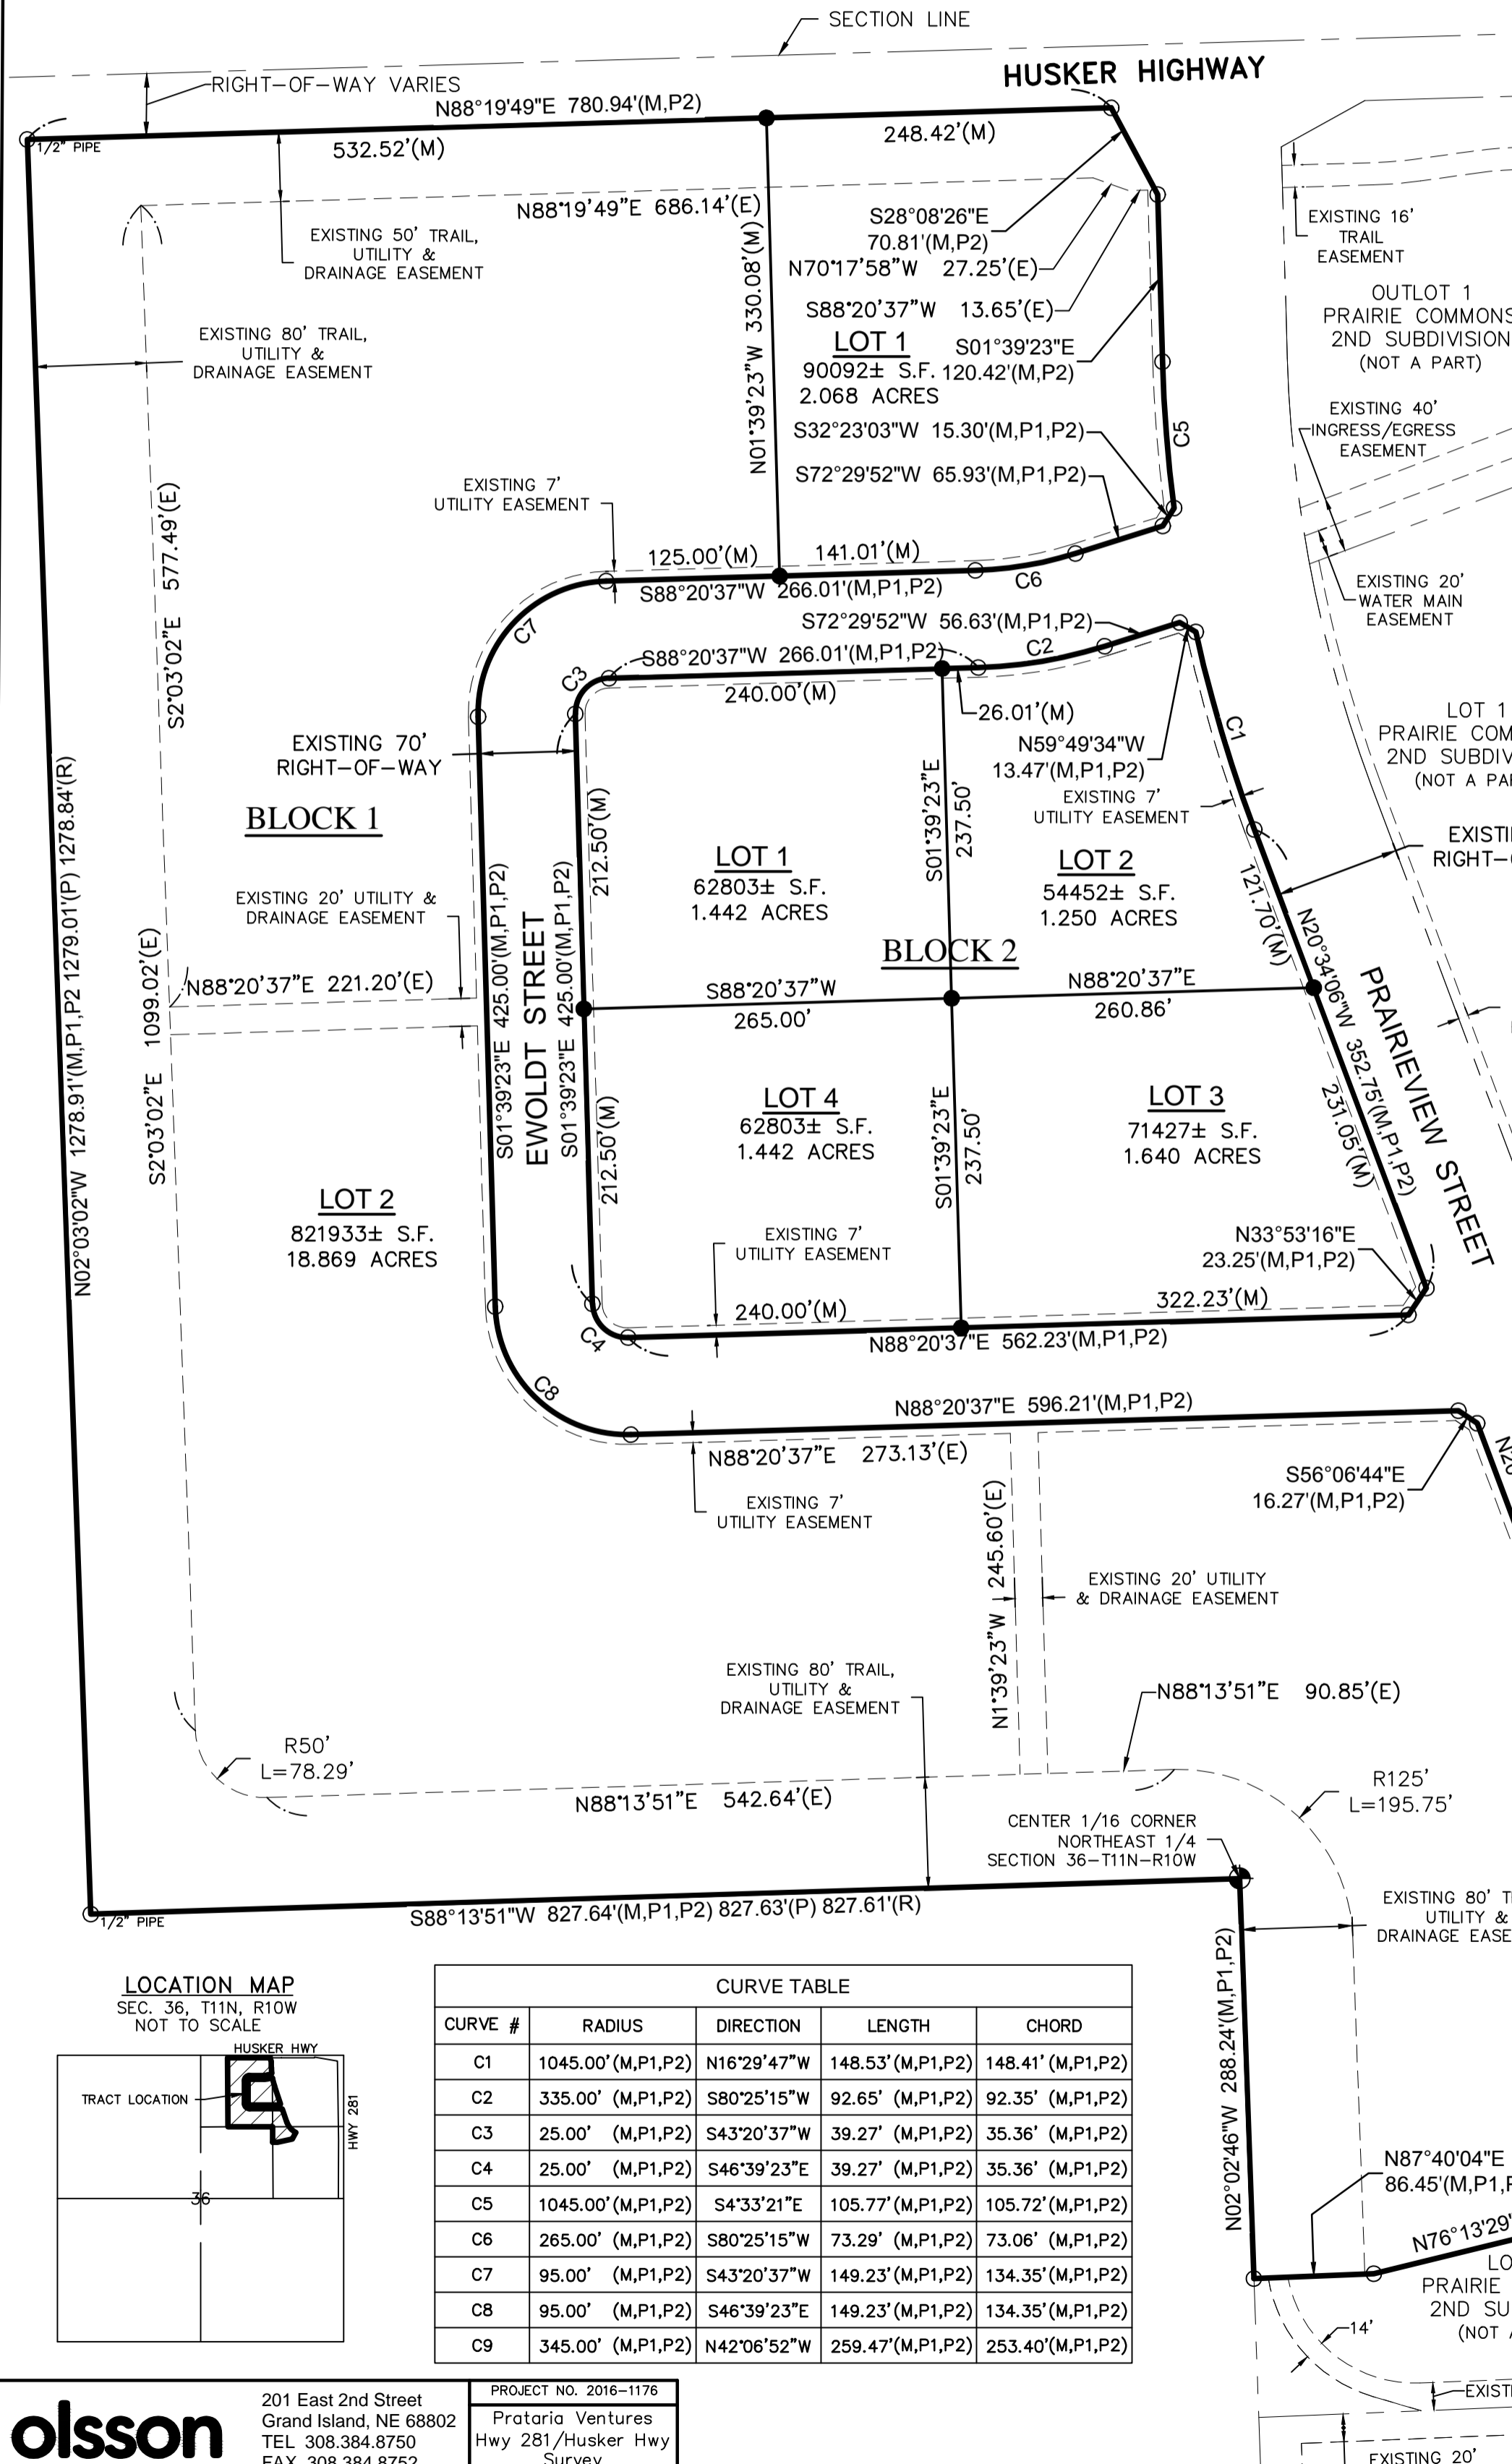 SECTION LINE
HUSKER HIGHWAY
RIGHT-OF-WAY VARIES
N88°19'49"E 780.94'(M,P2)
1/2" PIPE
532.52'(M)
248.42'(M)
N88°19'49"E 686.14'(E)
EXISTING 50' TRAIL,
UTILITY &
DRAINAGE EASEMENT
S28°08'26"E
70.81'(M,P2)
N70°17'58"W 27.25'(E)
S88°20'37"W 13.65'(E)
EXISTING 16'
TRAIL
EASEMENT
OUTLOT 1
PRAIRIE COMMONS
2ND SUBDIVISION
(NOT A PART)
EXISTING 80' TRAIL,
UTILITY &
DRAINAGE EASEMENT
N01°39'23"W 330.08'(M)
LOT 1
90092± S.F.
2.068 ACRES
S01°39'23"E
120.42'(M,P2)
S32°23'03"W 15.30'(M,P1,P2)
S72°29'52"W 65.93'(M,P1,P2)
C5
EXISTING 40'
INGRESS/EGRESS
EASEMENT
EXISTING 7'
UTILITY EASEMENT
S2°03'02"E 577.49'(E)
125.00'(M)
141.01'(M)
S88°20'37"W 266.01'(M,P1,P2)
C6
C7
EXISTING 20'
WATER MAIN
EASEMENT
S72°29'52"W 56.63'(M,P1,P2)
C2
C3
S88°20'37"W 266.01'(M,P1,P2)
240.00'(M)
26.01'(M)
N59°49'34"W
13.47'(M,P1,P2)
C1
EXISTING 7'
UTILITY EASEMENT
LOT 1
PRAIRIE COM
2ND SUBDIV
(NOT A PA
EXISTING 70'
RIGHT-OF-WAY
EXISTI
RIGHT-
BLOCK 1
N02°03'02"W 1278.91'(M,P1,P2 1279.01'(P) 1278.84'(R)
212.50'(M)
S01°39'23"E
237.50'
LOT 1
62803± S.F.
1.442 ACRES
LOT 2
54452± S.F.
1.250 ACRES
121.70'(M)
EXISTING 20' UTILITY &
DRAINAGE EASEMENT
S2°03'02"E 1099.02'(E)
N88°20'37"E 221.20'(E)
S01°39'23"E 425.00'(M,P1,P2)
EWOLDT STREET
S01°39'23"E 425.00'(M,P1,P2)
BLOCK 2
S88°20'37"W
265.00'
N88°20'37"E
260.86'
N20°34'06"W 352.75'(M,P1,P2)
PRAIRIEVIEW STREET
LOT 4
62803± S.F.
1.442 ACRES
212.50'(M)
S01°39'23"E
237.50'
LOT 3
71427± S.F.
1.640 ACRES
231.05'(M)
LOT 2
821933± S.F.
18.869 ACRES
EXISTING 7'
UTILITY EASEMENT
N33°53'16"E
23.25'(M,P1,P2)
240.00'(M)
322.23'(M)
C4
N88°20'37"E 562.23'(M,P1,P2)
C8
N88°20'37"E 596.21'(M,P1,P2)
N88°20'37"E 273.13'(E)
S56°06'44"E
16.27'(M,P1,P2)
N20
EXISTING 7'
UTILITY EASEMENT
N1°39'23"W 245.60'(E)
EXISTING 20' UTILITY
& DRAINAGE EASEMENT
EXISTING 80' TRAIL,
UTILITY &
DRAINAGE EASEMENT
N88°13'51"E 90.85'(E)
R50'
L=78.29'
N88°13'51"E 542.64'(E)
R125'
L=195.75'
CENTER 1/16 CORNER
NORTHEAST 1/4
SECTION 36-T11N-R10W
1/2" PIPE
S88°13'51"W 827.64'(M,P1,P2) 827.63'(P) 827.61'(R)
EXISTING 80' T
UTILITY &
DRAINAGE EASE
N02°02'46"W 288.24'(M,P1,P2)
LOCATION MAP
SEC. 36, T11N, R10W
NOT TO SCALE
HUSKER HWY
TRACT LOCATION
HWY 281
36
CURVE TABLE
CURVE # RADIUS DIRECTION LENGTH CHORD
C1 1045.00'(M,P1,P2) N16°29'47"W 148.53'(M,P1,P2) 148.41'(M,P1,P2)
C2 335.00' (M,P1,P2) S80°25'15"W 92.65' (M,P1,P2) 92.35' (M,P1,P2)
C3 25.00' (M,P1,P2) S43°20'37"W 39.27' (M,P1,P2) 35.36' (M,P1,P2)
C4 25.00' (M,P1,P2) S46°39'23"E 39.27' (M,P1,P2) 35.36' (M,P1,P2)
C5 1045.00'(M,P1,P2) S4°33'21"E 105.77'(M,P1,P2) 105.72'(M,P1,P2)
C6 265.00' (M,P1,P2) S80°25'15"W 73.29' (M,P1,P2) 73.06' (M,P1,P2)
C7 95.00' (M,P1,P2) S43°20'37"W 149.23'(M,P1,P2) 134.35'(M,P1,P2)
C8 95.00' (M,P1,P2) S46°39'23"E 149.23'(M,P1,P2) 134.35'(M,P1,P2)
C9 345.00' (M,P1,P2) N42°06'52"W 259.47'(M,P1,P2) 253.40'(M,P1,P2)
N87°40'04"E
86.45'(M,P1,P
N76°13'29"
LO
PRAIRIE
2ND SU
(NOT A
14'
EXISTI
EXISTING 20'
olsson
201 East 2nd Street
Grand Island, NE 68802
TEL 308.384.8750
FAX 308.384.8752
PROJECT NO. 2016-1176
Prataria Ventures
Hwy 281/Husker Hwy
Survey